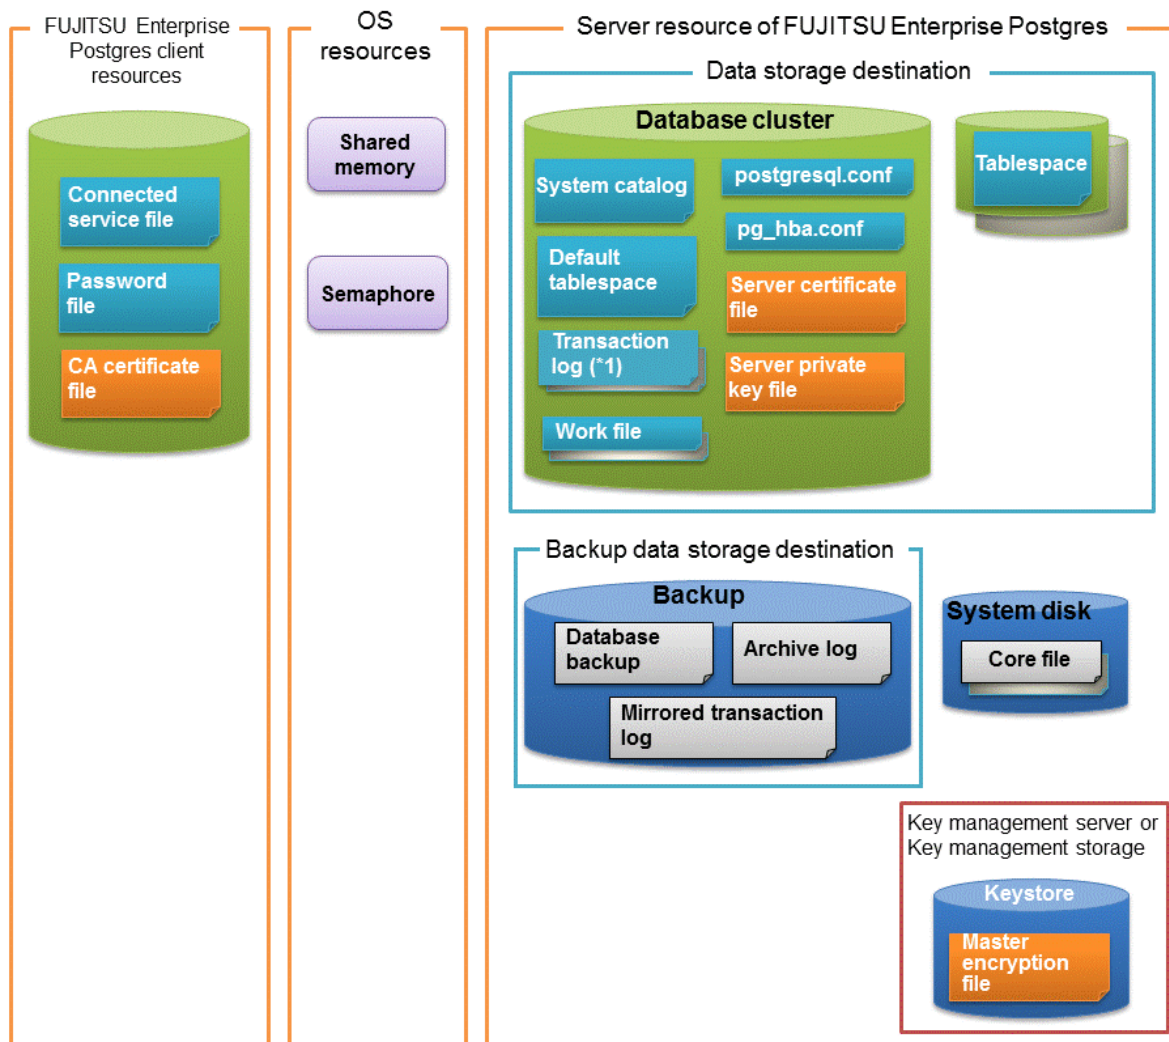 FUJITSU Enterprise
Postgres client
resources
Connected
service file
Password
file
CA certificate
file
OS
resources
Shared
memory
Semaphore
Server resource of FUJITSU Enterprise Postgres
Data storage destination
Database cluster
System catalog
Default
tablespace
Transaction
log (*1)
Work file
postgresql.conf
pg_hba.conf
Server certificate
file
Server private
key file
Tablespace
Backup data storage destination
Backup
Database
backup
Archive log
Mirrored transaction
log
System disk
Core file
Key management server or
Key management storage
Keystore
Master
encryption
file